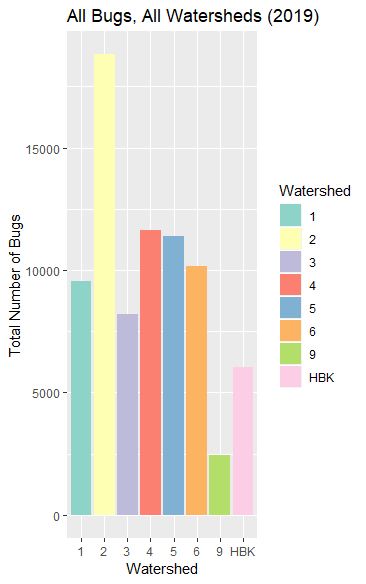 All Bugs, All Watersheds (2019)
Total Number of Bugs
15000
10000
5000
0
1 2 3 4 5 6 9 HBK
Watershed
Watershed
1
2
3
4
5
6
9
HBK